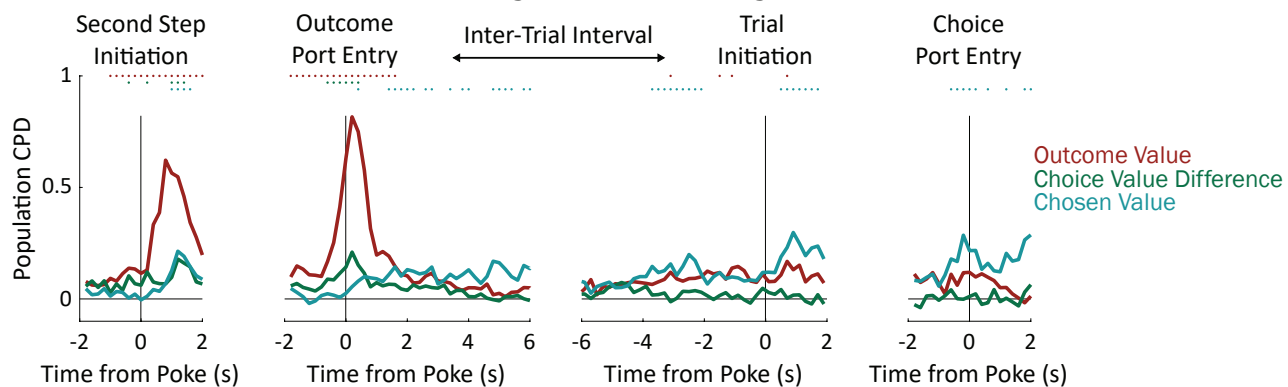 Second Step
Initiation
Outcome
Port Entry
Inter-Trial Interval
Trial
Initiation
Choice
Port Entry
Population CPD
1
0.5
0
Outcome Value
Choice Value Difference
Chosen Value
-2 0 2
-2 0 2 4 6
-6 -4 -2 0 2
-2 0 2
Time from Poke (s)
Time from Poke (s)
Time from Poke (s)
Time from Poke (s)